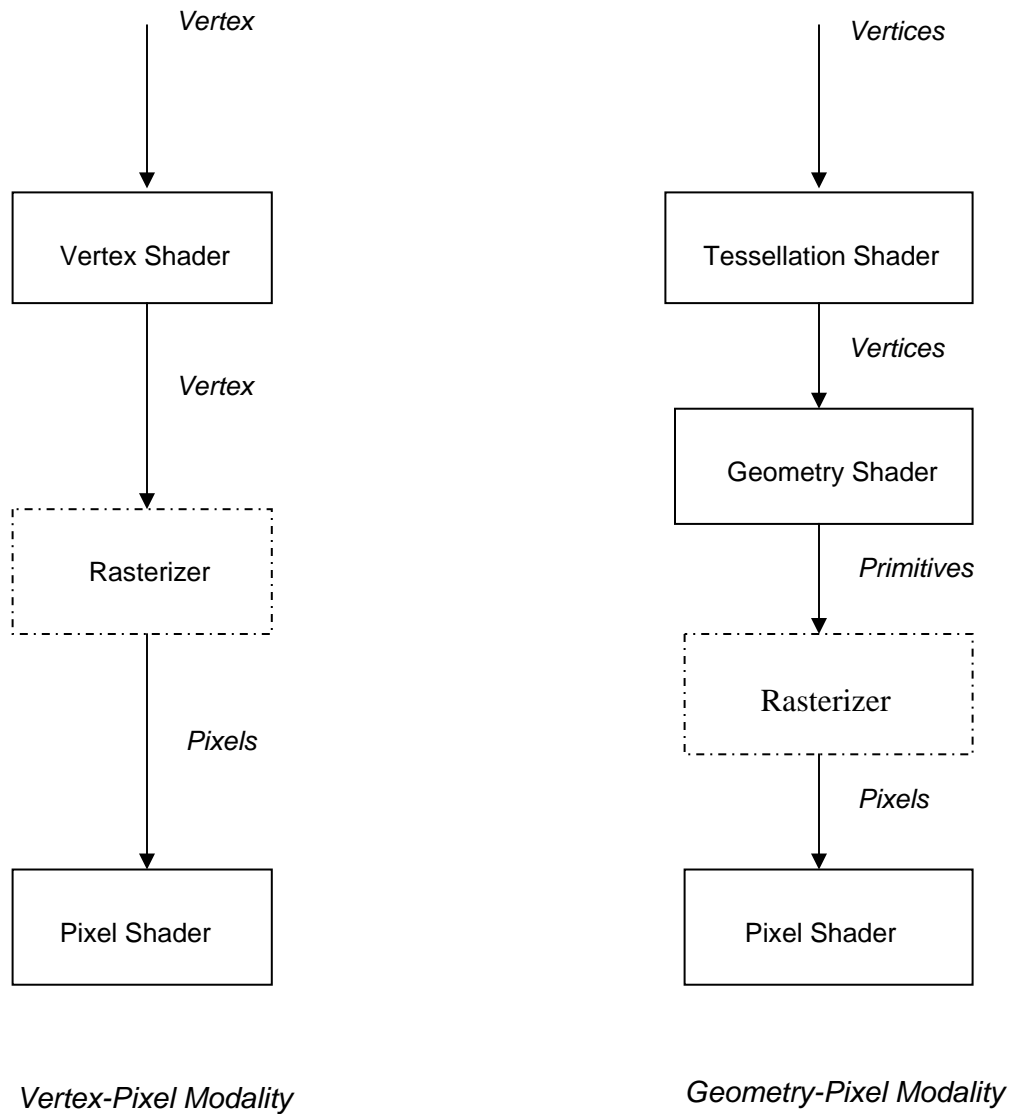 Vertex
Vertex Shader
Vertex
Rasterizer
Pixels
Pixel Shader
Vertex-Pixel Modality
Vertices
Tessellation Shader
Vertices
Geometry Shader
Primitives
Rasterizer
Pixels
Pixel Shader
Geometry-Pixel Modality